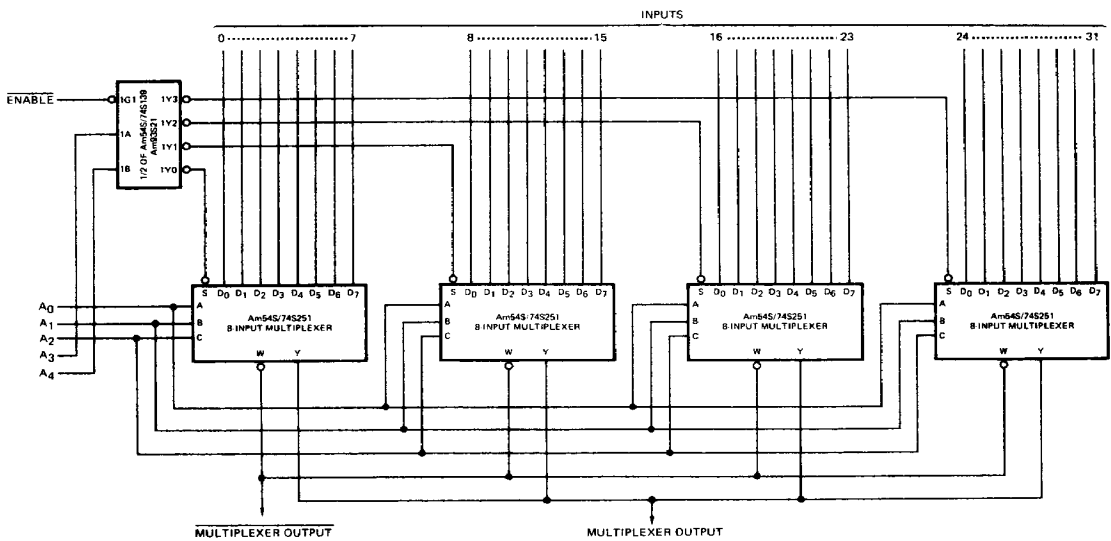 INPUTS
0 7 8 15 16 23 24 31
ENABLE
1G1 1Y3
1A 1Y2
1Y1
1B 1Y0
1/2 OF Am54S/74S139
Am93S21
S D0 D1 D2 D3 D4 D5 D6 D7
A
B
C
Am54S/74S251
8-INPUT MULTIPLEXER
W Y
S D0 D1 D2 D3 D4 D5 D6 D7
A
B
C
Am54S/74S251
8-INPUT MULTIPLEXER
W Y
S D0 D1 D2 D3 D4 D5 D6 D7
A
B
C
Am54S/74S251
8-INPUT MULTIPLEXER
W Y
S D0 D1 D2 D3 D4 D5 D6 D7
A
B
C
Am54S/74S251
8-INPUT MULTIPLEXER
W Y
A0
A1
A2
A3
A4
MULTIPLEXER OUTPUT
MULTIPLEXER OUTPUT